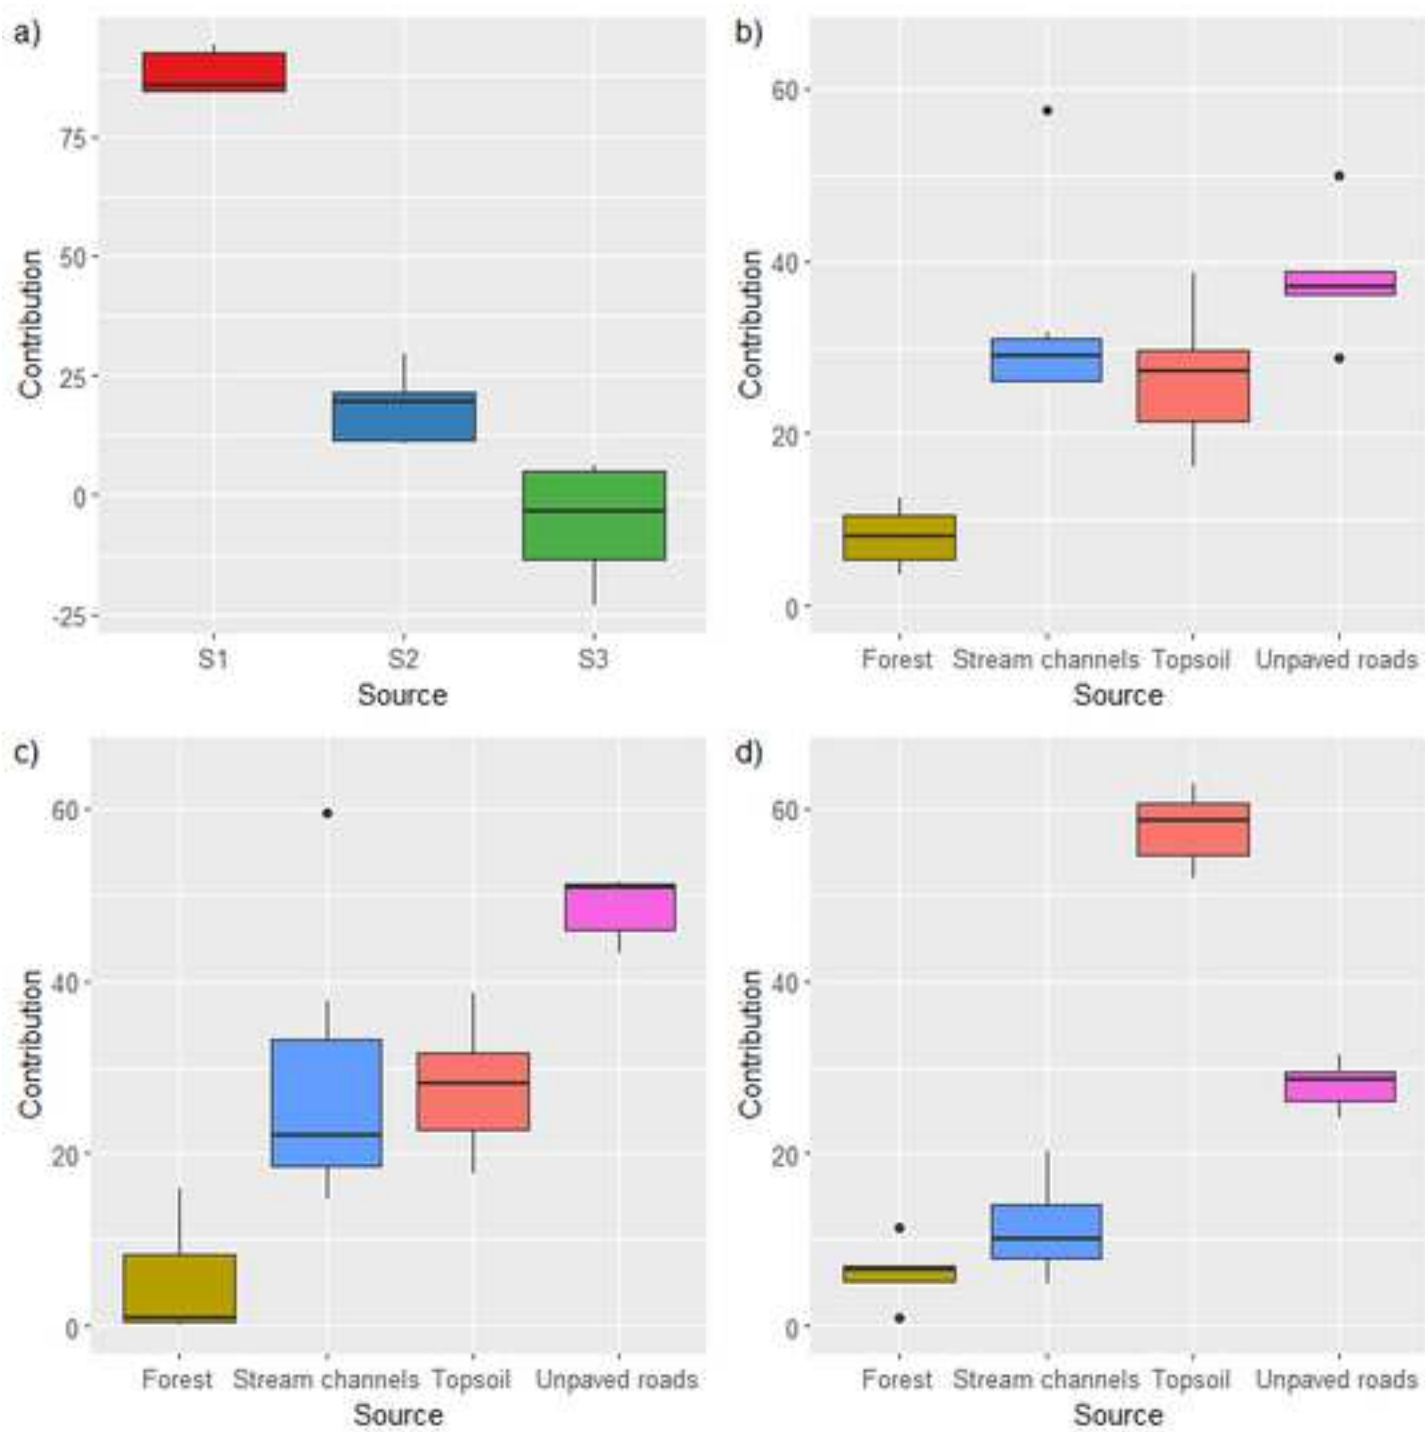 a)
Contribution
75
50
25
0
-25
S1 S2 S3
Source
b)
Contribution
60
40
20
0
Forest Stream channels Topsoil Unpaved roads
Source
c)
Contribution
60
40
20
0
Forest Stream channels Topsoil Unpaved roads
Source
d)
Contribution
60
40
20
0
Forest Stream channels Topsoil Unpaved roads
Source